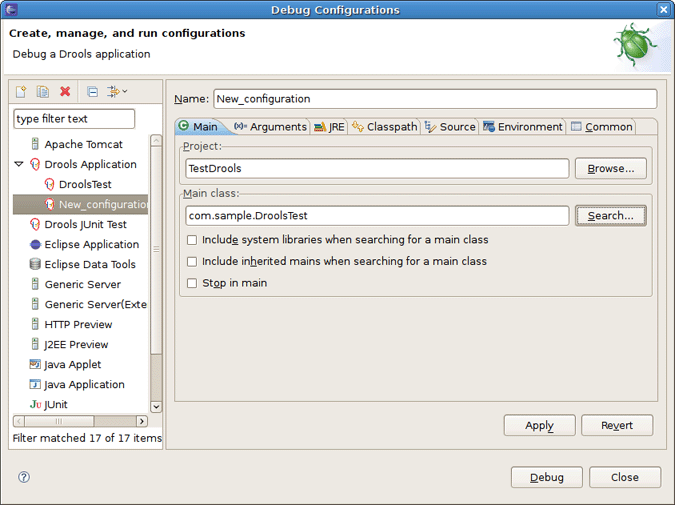 Debug Configurations
Create, manage, and run configurations
Debug a Drools application
type filter text
Apache Tomcat
Drools Application
DroolsTest
New_configuration
Drools JUnit Test
Eclipse Application
Eclipse Data Tools
Generic Server
Generic Server(Exte
HTTP Preview
J2EE Preview
Java Applet
Java Application
JUnit
Filter matched 17 of 17 items
Name: New_configuration
Main Arguments JRE Classpath Source Environment Common
Project:
TestDrools Browse...
Main class:
com.sample.DroolsTest Search...
Include system libraries when searching for a main class
Include inherited mains when searching for a main class
Stop in main
Apply Revert
Debug Close